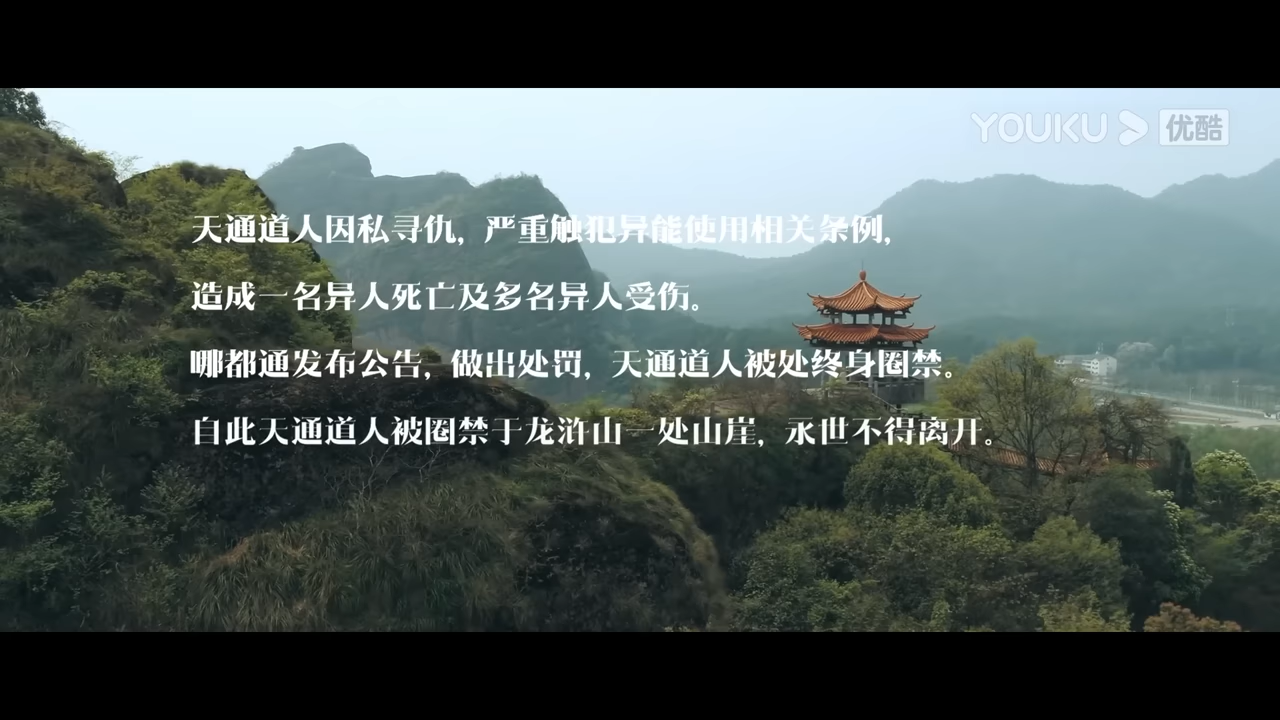 YOUKU 优酷
天通道人因私寻仇，严重触犯异能使用相关条例，
造成一名异人死亡及多名异人受伤。
哪都通发布公告，做出处罚，天通道人被处终身圈禁。
自此天通道人被圈禁于龙浒山一处山崖，永世不得离开。